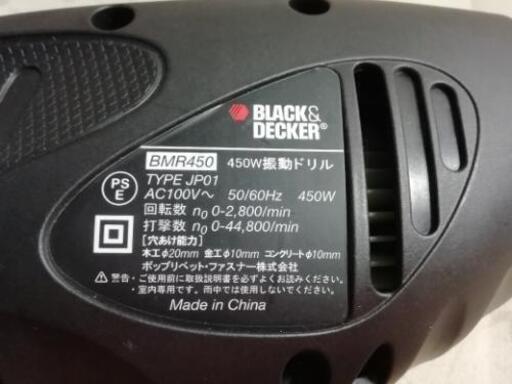 BLACK&
DECKER®
BMR450 450W振動ドリル
TYPE JP01
PS
E
AC100V～ 50/60Hz 450W
回転数 n0 0-2,800/min
打撃数 n0 0-44,800/min
[穴あけ能力]
木工φ20mm 金工φ10mm コンクリートφ10mm
ポップリベット・ファスナー株式会社
警告・ご使用前に取扱説明書を必ずよくお読みください。
・室内専用です。雨中では使用しないでください。
Made in China